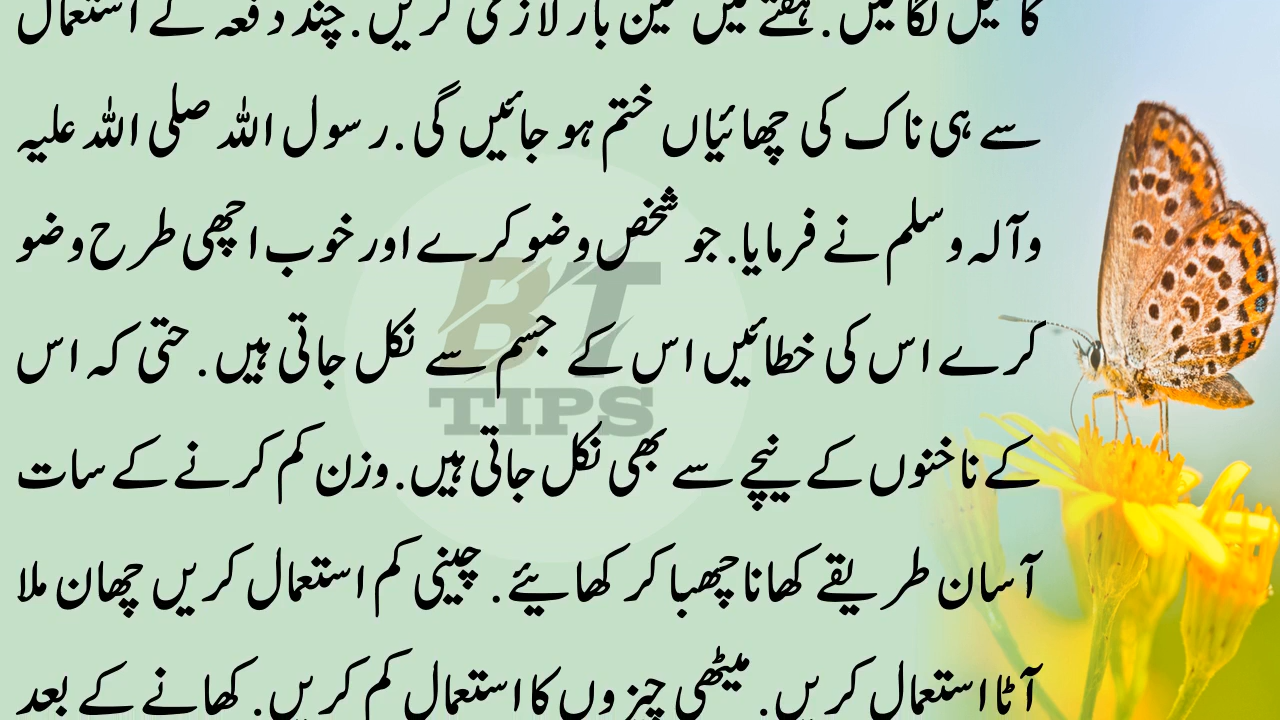 کا تیل لگائیں. ہفتے میں تین بار لازمی کریں. چند دفعہ کے استعمال
سے ہی ناک کی چھائیاں ختم ہو جائیں گی. رسول اللہ صلی اللہ علیہ
وآلہ وسلم نے فرمایا. جو شخص وضو کرے اور خوب اچھی طرح وضو
کرے اس کی خطائیں اس کے جسم سے نکل جاتی ہیں. حتی کہ اس
کے ناخنوں کے نیچے سے بھی نکل جاتی ہیں. وزن کم کرنے کے سات
آسان طریقے کھانا چھبا کر کھایئے. چینی کم استعمال کریں چھان ملا
آٹا استعمال کریں. میٹھی چیزوں کا استعمال کم کریں. کھانے کے بعد
BT
TIPS